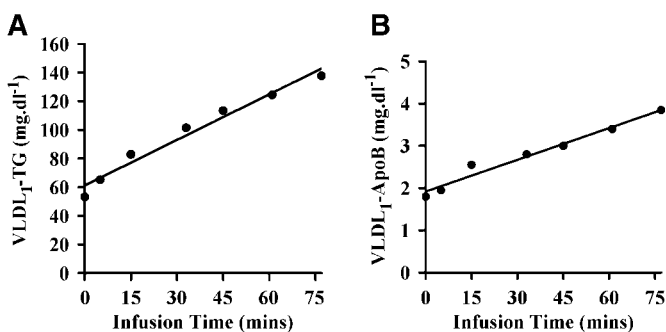 A
VLDL1-TG (mg.dl-1)
160
140
120
100
80
60
40
20
0
0 15 30 45 60 75
Infusion Time (mins)
B
VLDL1-ApoB (mg.dl-1)
5
4
3
2
1
0
0 15 30 45 60 75
Infusion Time (mins)